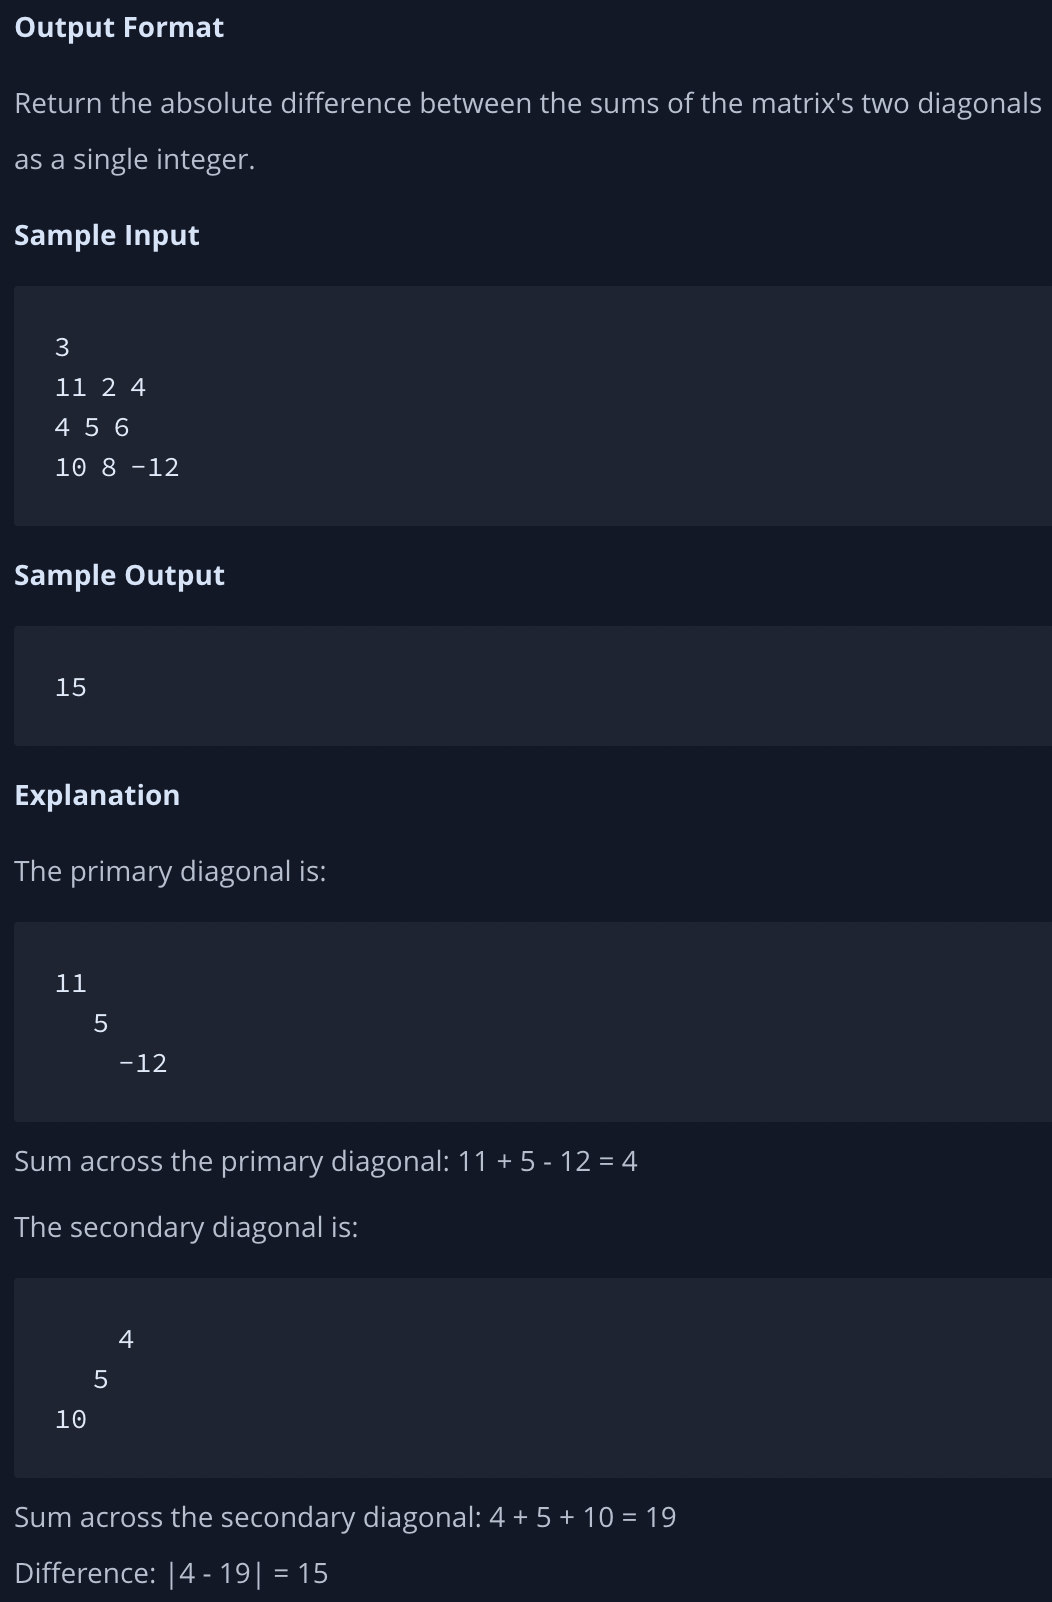 Output Format
Return the absolute difference between the sums of the matrix's two diagonals
as a single integer.
Sample Input
3
11 2 4
4 5 6
10 8 -12
Sample Output
15
Explanation
The primary diagonal is:
11
5
-12
Sum across the primary diagonal: 11 + 5 - 12 = 4
The secondary diagonal is:
4
5
10
Sum across the secondary diagonal: 4 + 5 + 10 = 19
Difference: |4 - 19| = 15